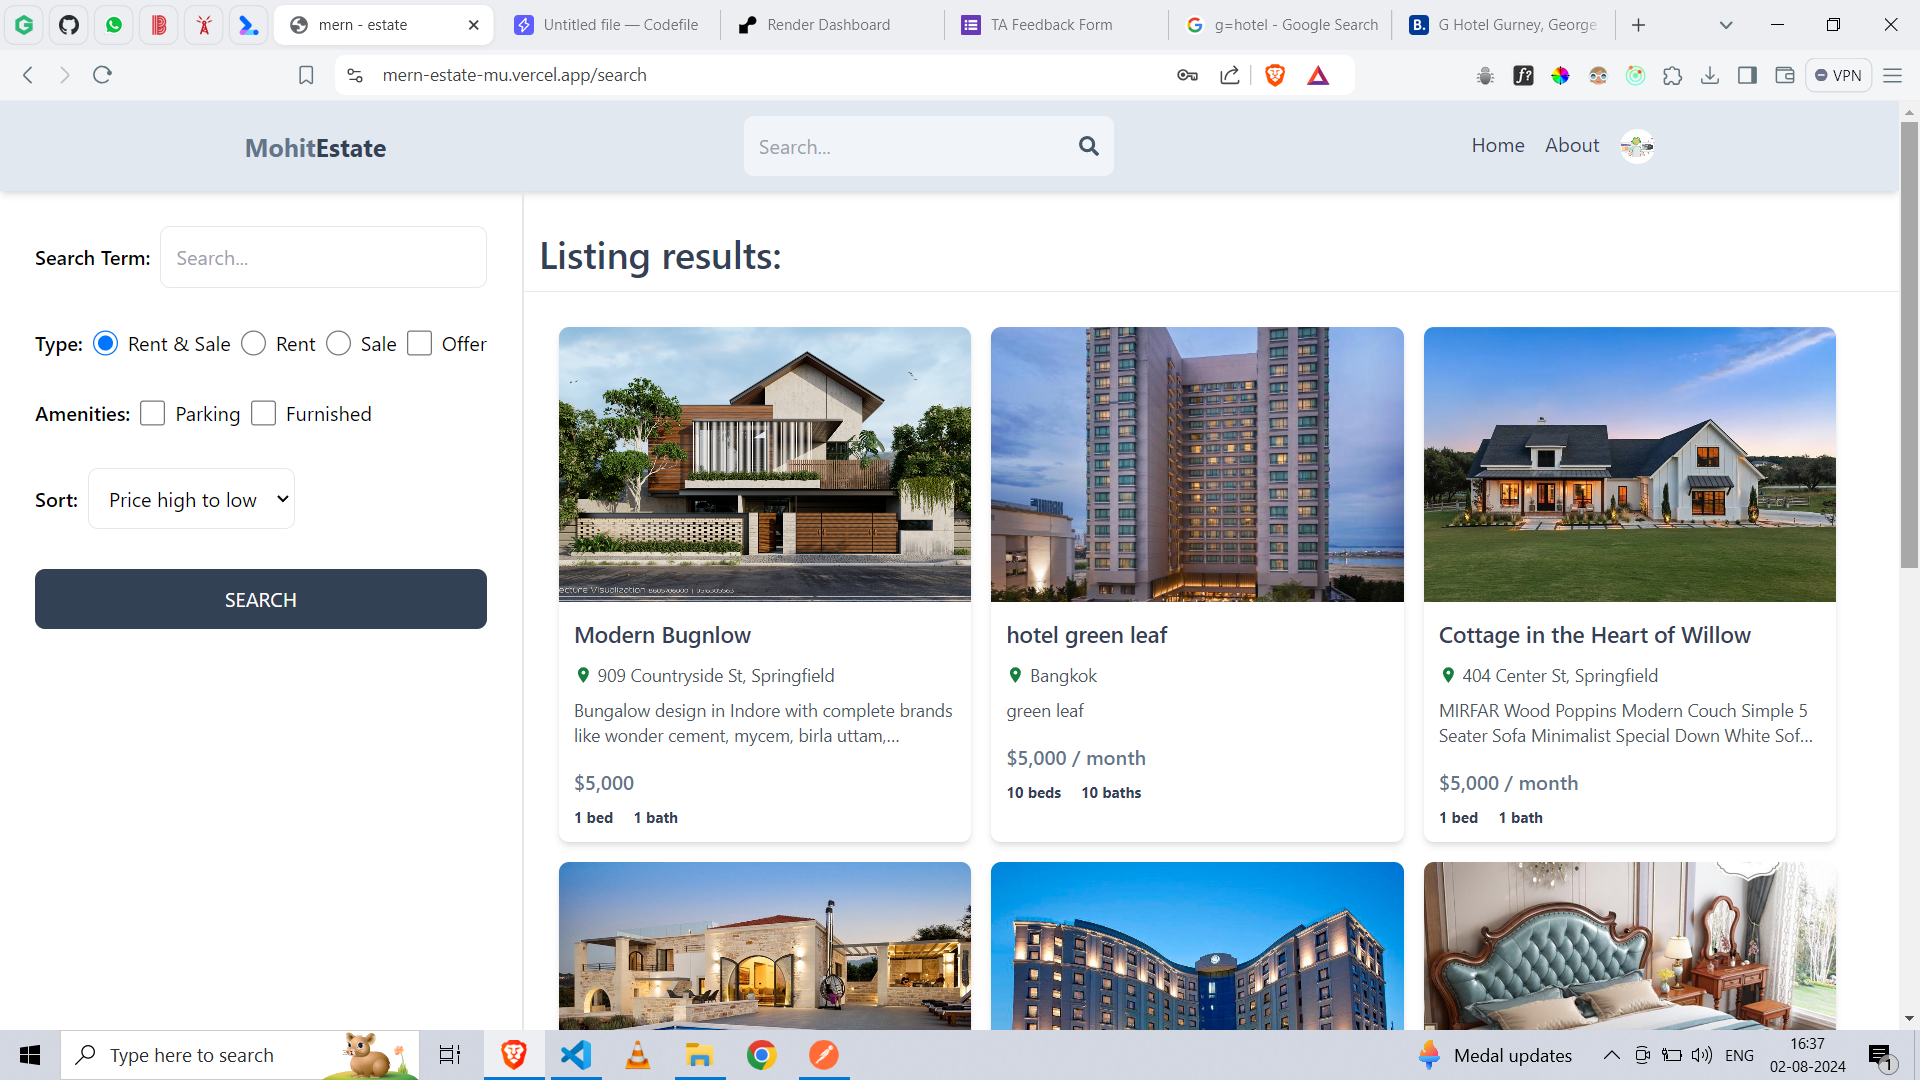 mern - estate
Untitled file — Codefile
Render Dashboard
TA Feedback Form
g=hotel - Google Search
G Hotel Gurney, George
mern-estate-mu.vercel.app/search
VPN
MohitEstate
Search...
Home
About
Search Term:
Search...
Type:
Rent & Sale
Rent
Sale
Offer
Amenities:
Parking
Furnished
Sort:
Price high to low
SEARCH
Listing results:
Modern Bugnlow
909 Countryside St, Springfield
Bungalow design in Indore with complete brands
like wonder cement, mycem, birla uttam,...
$5,000
1 bed
1 bath
hotel green leaf
Bangkok
green leaf
$5,000 / month
10 beds
10 baths
Cottage in the Heart of Willow
404 Center St, Springfield
MIRFAR Wood Poppins Modern Couch Simple 5
Seater Sofa Minimalist Special Down White Sof...
$5,000 / month
1 bed
1 bath
Type here to search
Medal updates
ENG
16:37
02-08-2024
1